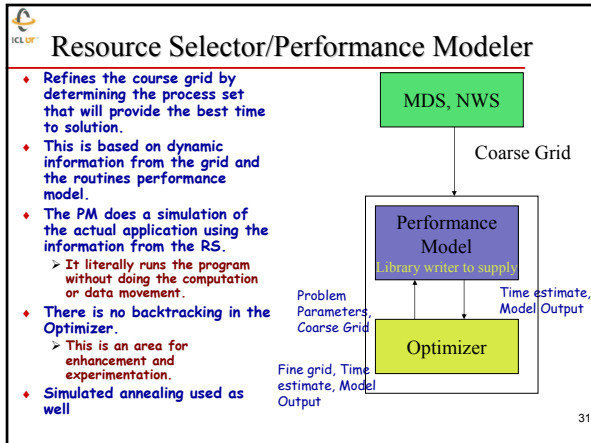 ICL UT
Resource Selector/Performance Modeler
Refines the course grid by
determining the process set
that will provide the best time
to solution.
This is based on dynamic
information from the grid and
the routines performance
model.
The PM does a simulation of
the actual application using the
information from the RS.
It literally runs the program
without doing the computation
or data movement.
There is no backtracking in the
Optimizer.
This is an area for
enhancement and
experimentation.
Simulated annealing used as
well
MDS, NWS
Coarse Grid
Performance
Model
Library writer to supply
Problem
Parameters,
Coarse Grid
Time estimate,
Model Output
Optimizer
Fine grid, Time
estimate, Model
Output
31